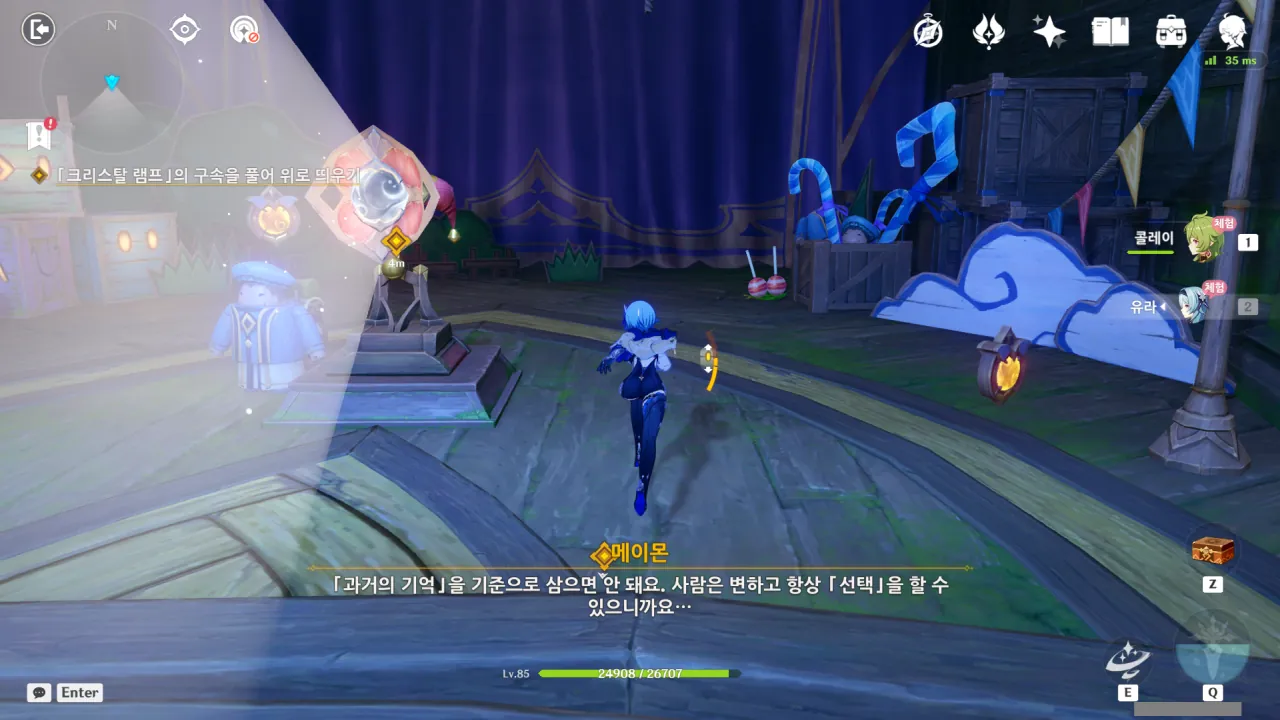 N
35 ms
「크리스탈 램프」의 구속을 풀어 위로 띄우기
4m
콜레이
체험
1
유라
체험
2
메이몬
「과거의 기억」을 기준으로 삼으면 안 돼요. 사람은 변하고 항상 「선택」을 할 수
있으니까요…
Z
Lv.85
24908 / 26707
Enter
E
Q